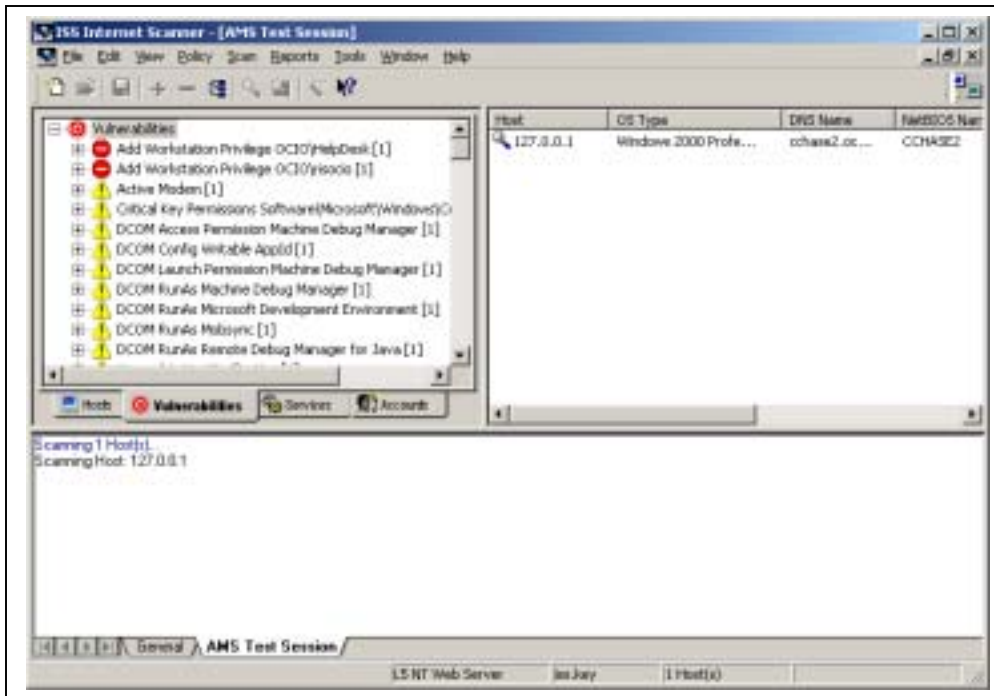 ISS Internet Scanner - [AMS Test Session]
File Edit View Policy Scan Reports Tools Window Help
Vulnerabilities
Add Workstation Privilege OCIO\HelpDesk [1]
Add Workstation Privilege OCIO\risocio [1]
Active Modem [1]
Critical Key Permissions Software\Microsoft\Windows\C
DCOM Access Permission Machine Debug Manager [1]
DCOM Config Writable AppId [1]
DCOM Launch Permission Machine Debug Manager [1]
DCOM RunAs Machine Debug Manager [1]
DCOM RunAs Microsoft Development Environment [1]
DCOM RunAs Mobsync [1]
DCOM RunAs Remote Debug Manager for Java [1]
Hosts Vulnerabilities Services Accounts
Host OS Type DNS Name NetBIOS Nam
127.0.0.1 Windows 2000 Profe... cchase2.oc... CCHASE2
Scanning 1 Host(s)...
Scanning Host: 127.0.0.1
General AMS Test Session
L5 NT Web Server iss.key 1 Host(s)